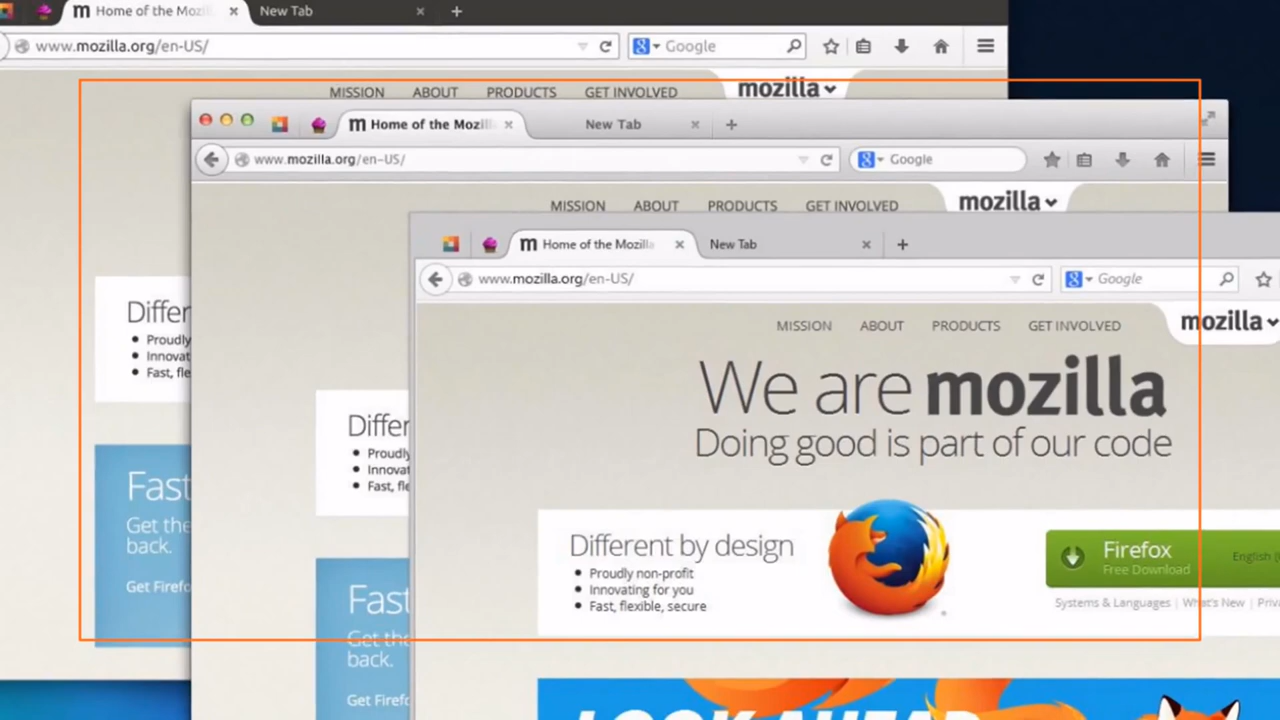 Home of the Mozil
New Tab
www.mozilla.org/en-US/
Google
MISSION ABOUT PRODUCTS GET INVOLVED
mozilla
Differ
Proudly
Innovat
Fast, fle
Fast
Get the
back.
Get Firefo
Home of the Mozill
New Tab
www.mozilla.org/en-US/
Google
MISSION ABOUT PRODUCTS GET INVOLVED
mozilla
Differ
Proudly
Innovat
Fast, fle
Fast
Get the
back.
Get Firefo
Home of the Mozilla
New Tab
www.mozilla.org/en-US/
Google
MISSION ABOUT PRODUCTS GET INVOLVED
mozilla
We are mozilla
Doing good is part of our code
Different by design
Proudly non-profit
Innovating for you
Fast, flexible, secure
Firefox
Free Download
English (
Systems & Languages | What's New | Priva
LOOK AHEAD